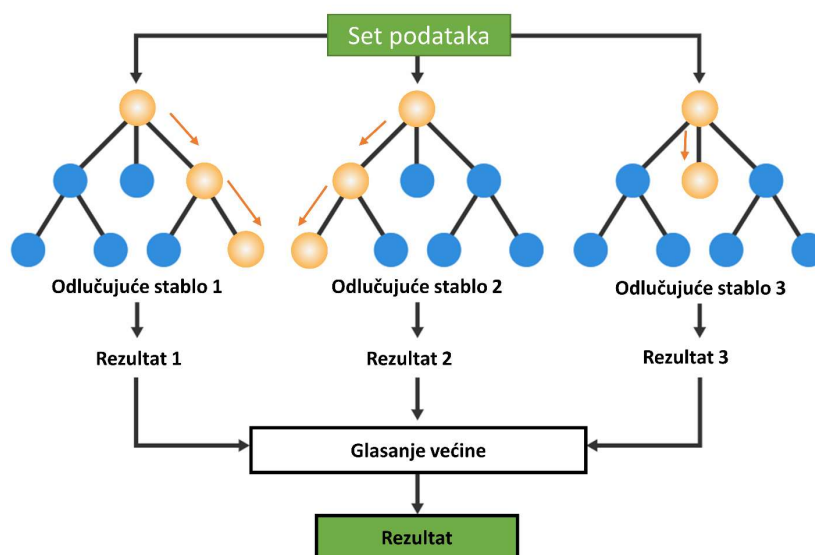 Set podataka
Odlučujuće stablo 1
Odlučujuće stablo 2
Odlučujuće stablo 3
Rezultat 1
Rezultat 2
Rezultat 3
Glasanje većine
Rezultat